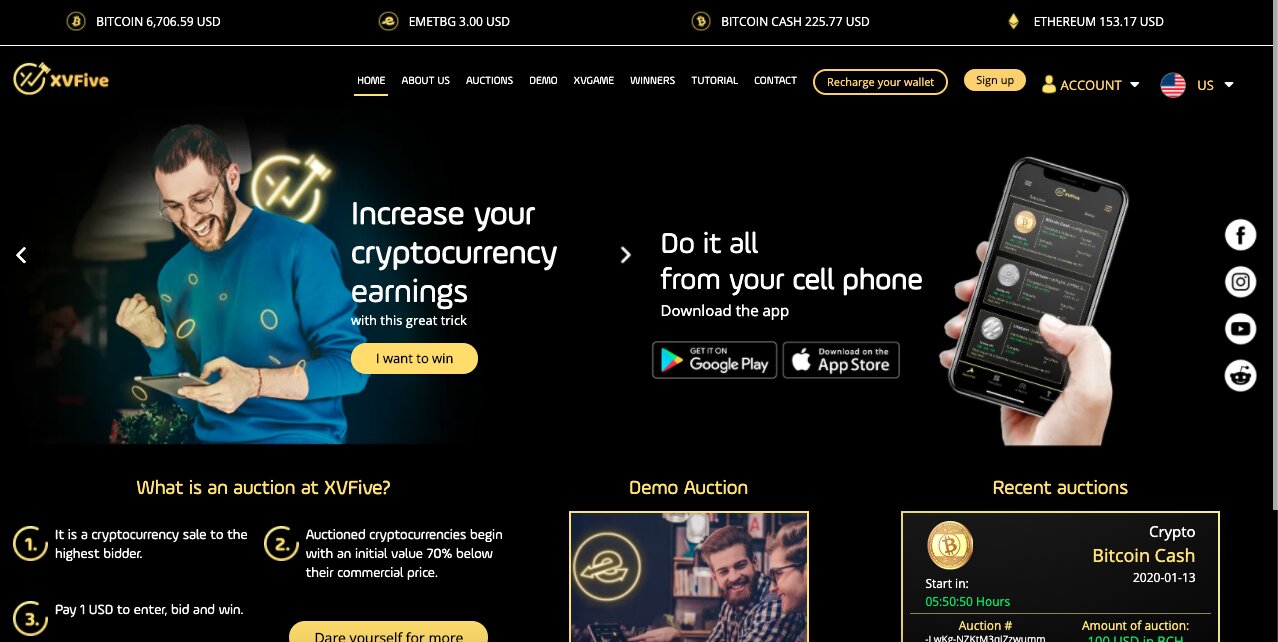 BITCOIN 6,706.59 USD
EMETBG 3.00 USD
BITCOIN CASH 225.77 USD
ETHEREUM 153.17 USD
XVFive
HOME
ABOUT US
AUCTIONS
DEMO
XVGAME
WINNERS
TUTORIAL
CONTACT
Recharge your wallet
Sign up
ACCOUNT
US
Increase your
cryptocurrency
earnings
with this great trick
I want to win
Do it all
from your cell phone
Download the app
GET IT ON
Google Play
Download on the
App Store
XVFive
What is an auction at XVFive?
1.
It is a cryptocurrency sale to the
highest bidder.
2.
Auctioned cryptocurrencies begin
with an initial value 70% below
their commercial price.
3.
Pay 1 USD to enter, bid and win.
Dare yourself for more
Demo Auction
Recent auctions
Crypto
Bitcoin Cash
2020-01-13
Start in:
05:50:50 Hours
Auction #
Amount of auction:
100 USD in BCH